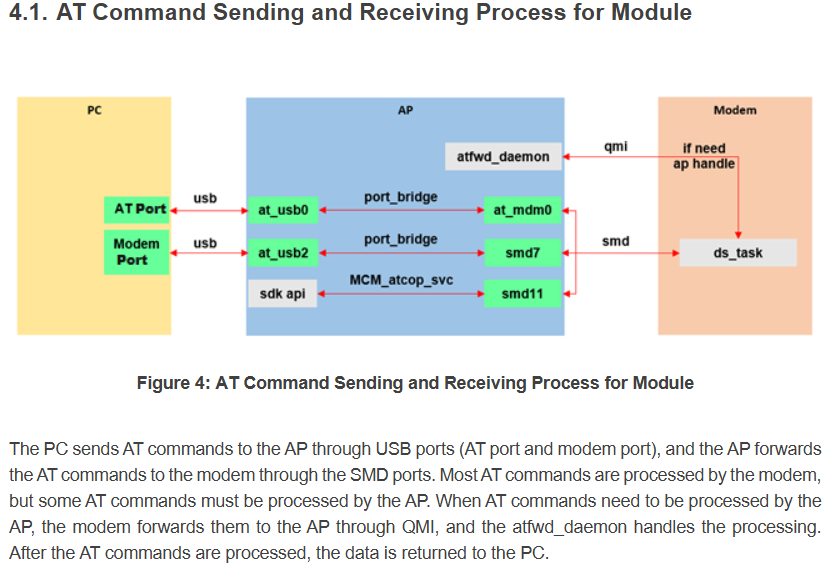 4.1. AT Command Sending and Receiving Process for Module
PC
AP
Modem
atfwd_daemon
qmi
if need
ap handle
AT Port
usb
at_usb0
port_bridge
at_mdm0
Modem
Port
usb
at_usb2
port_bridge
smd7
smd
ds_task
sdk api
MCM_atcop_svc
smd11
Figure 4: AT Command Sending and Receiving Process for Module
The PC sends AT commands to the AP through USB ports (AT port and modem port), and the AP forwards
the AT commands to the modem through the SMD ports. Most AT commands are processed by the modem,
but some AT commands must be processed by the AP. When AT commands need to be processed by the
AP, the modem forwards them to the AP through QMI, and the atfwd_daemon handles the processing.
After the AT commands are processed, the data is returned to the PC.